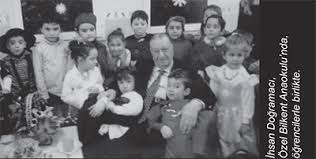 İhsan Doğramacı,
Özel Bilkent Anaokulu'nda,
öğrencilerle birlikte.